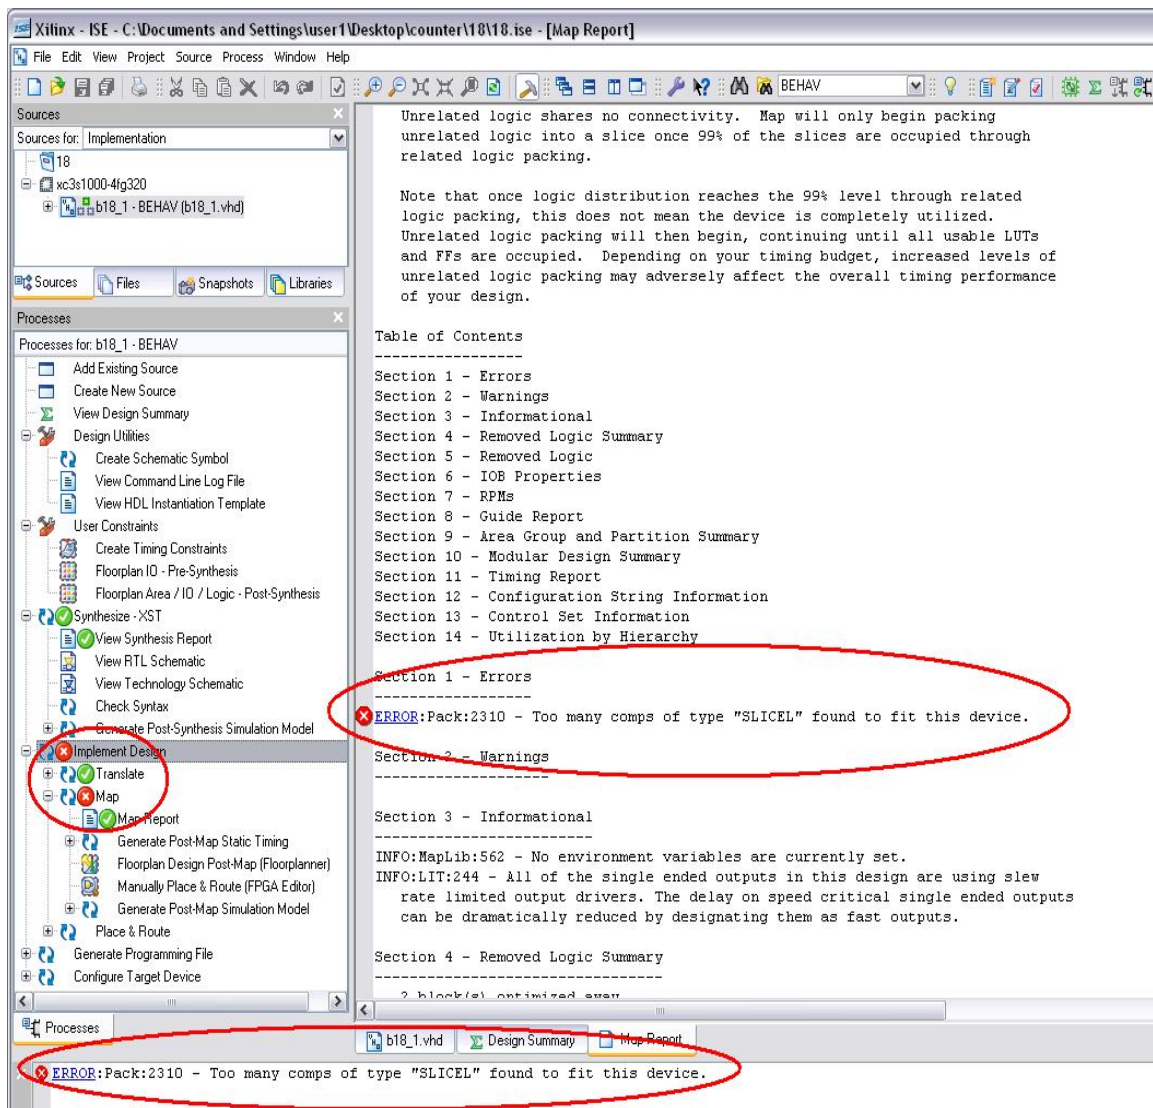 Xilinx - ISE - C:\Documents and Settings\user1\Desktop\counter\18\18.ise - [Map Report]
File Edit View Project Source Process Window Help
BEHAV
Sources
Sources for: Implementation
18
xc3s1000-4fg320
b18_1 - BEHAV (b18_1.vhd)
Sources Files Snapshots Libraries
Processes
Processes for: b18_1 - BEHAV
Add Existing Source
Create New Source
View Design Summary
Design Utilities
Create Schematic Symbol
View Command Line Log File
View HDL Instantiation Template
User Constraints
Create Timing Constraints
Floorplan IO - Pre-Synthesis
Floorplan Area / IO / Logic - Post-Synthesis
Synthesize - XST
View Synthesis Report
View RTL Schematic
View Technology Schematic
Check Syntax
Generate Post-Synthesis Simulation Model
Implement Design
Translate
Map
Map Report
Generate Post-Map Static Timing
Floorplan Design Post-Map (Floorplanner)
Manually Place & Route (FPGA Editor)
Generate Post-Map Simulation Model
Place & Route
Generate Programming File
Configure Target Device
Processes
Unrelated logic shares no connectivity. Map will only begin packing
unrelated logic into a slice once 99% of the slices are occupied through
related logic packing.
Note that once logic distribution reaches the 99% level through related
logic packing, this does not mean the device is completely utilized.
Unrelated logic packing will then begin, continuing until all usable LUTs
and FFs are occupied. Depending on your timing budget, increased levels of
unrelated logic packing may adversely affect the overall timing performance
of your design.
Table of Contents
-----------------
Section 1 - Errors
Section 2 - Warnings
Section 3 - Informational
Section 4 - Removed Logic Summary
Section 5 - Removed Logic
Section 6 - IOB Properties
Section 7 - RPMs
Section 8 - Guide Report
Section 9 - Area Group and Partition Summary
Section 10 - Modular Design Summary
Section 11 - Timing Report
Section 12 - Configuration String Information
Section 13 - Control Set Information
Section 14 - Utilization by Hierarchy
Section 1 - Errors
------------------
ERROR:Pack:2310 - Too many comps of type "SLICEL" found to fit this device.
Section 2 - Warnings
--------------------
Section 3 - Informational
-------------------------
INFO:MapLib:562 - No environment variables are currently set.
INFO:LIT:244 - All of the single ended outputs in this design are using slew
rate limited output drivers. The delay on speed critical single ended outputs
can be dramatically reduced by designating them as fast outputs.
Section 4 - Removed Logic Summary
---------------------------------
2 block(s) optimized away
b18_1.vhd Design Summary Map Report
ERROR:Pack:2310 - Too many comps of type "SLICEL" found to fit this device.